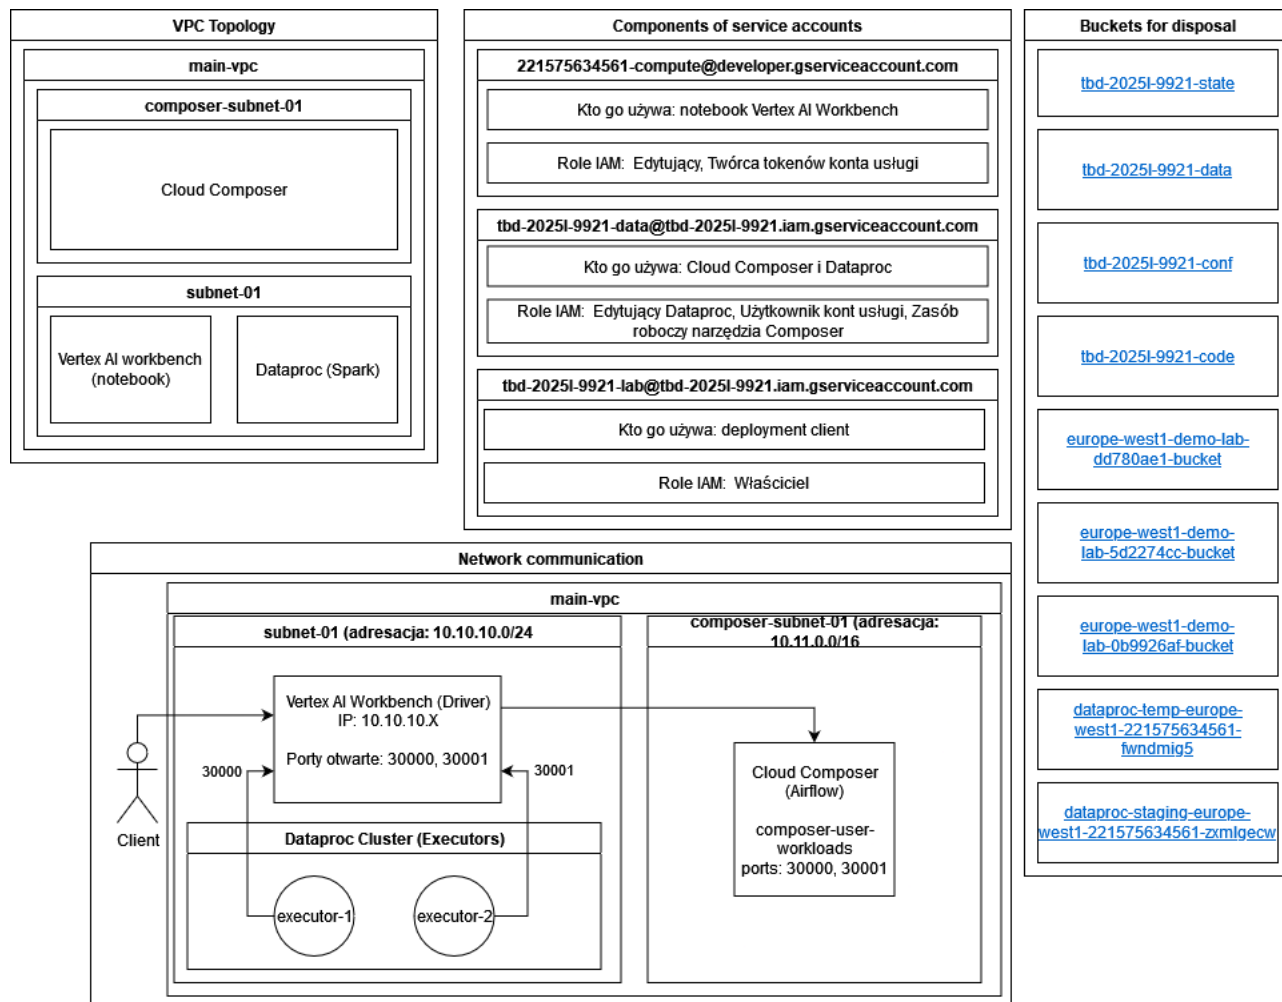 VPC Topology
main-vpc
composer-subnet-01
Cloud Composer
subnet-01
Vertex AI workbench
(notebook)
Dataproc (Spark)
Components of service accounts
221575634561-compute@developer.gserviceaccount.com
Kto go używa: notebook Vertex AI Workbench
Role IAM:  Edytujący, Twórca tokenów konta usługi
tbd-2025l-9921-data@tbd-2025l-9921.iam.gserviceaccount.com
Kto go używa: Cloud Composer i Dataproc
Role IAM:  Edytujący Dataproc, Użytkownik kont usługi, Zasób
roboczy narzędzia Composer
tbd-2025l-9921-lab@tbd-2025l-9921.iam.gserviceaccount.com
Kto go używa: deployment client
Role IAM:  Właściciel
Buckets for disposal
tbd-2025l-9921-state
tbd-2025l-9921-data
tbd-2025l-9921-conf
tbd-2025l-9921-code
europe-west1-demo-lab-
dd780ae1-bucket
europe-west1-demo-
lab-5d2274cc-bucket
europe-west1-demo-
lab-0b9926af-bucket
dataproc-temp-europe-
west1-221575634561-
fwndmig5
dataproc-staging-europe-
west1-221575634561-zxmlgecw
Network communication
main-vpc
subnet-01 (adresacja: 10.10.10.0/24
Vertex AI Workbench (Driver)
IP: 10.10.10.X
Porty otwarte: 30000, 30001
30000
30001
Client
Dataproc Cluster (Executors)
executor-1
executor-2
composer-subnet-01 (adresacja:
10.11.0.0/16
Cloud Composer
(Airflow)
composer-user-
workloads
ports: 30000, 30001